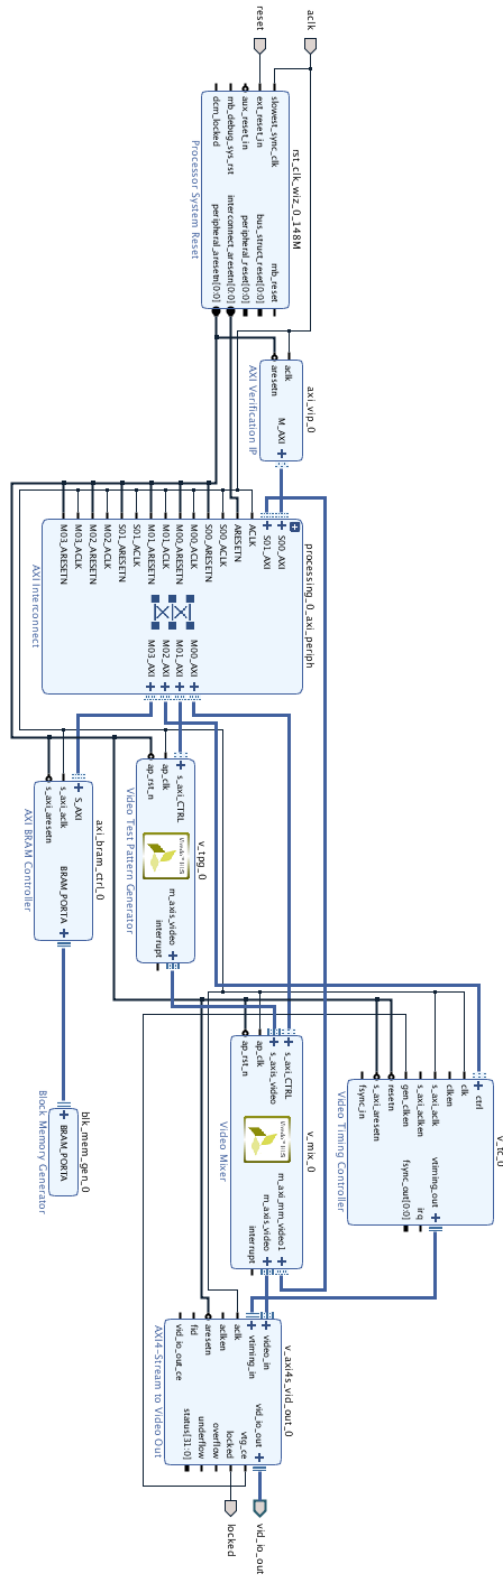 reset
aclk
rst_clk_wiz_0_148M
slowest_sync_clk
ext_reset_in
aux_reset_in
mb_debug_sys_rst
dcm_locked
mb_reset
bus_struct_reset[0:0]
peripheral_reset[0:0]
interconnect_aresetn[0:0]
peripheral_aresetn[0:0]
Processor System Reset
axi_vip_0
aclk
aresetn
M_AXI
AXI Verification IP
processing_0_axi_periph
S00_AXI
S01_AXI
ACLK
ARESETN
S00_ACLK
S00_ARESETN
M00_ACLK
M00_ARESETN
M01_ACLK
M01_ARESETN
S01_ACLK
S01_ARESETN
M02_ACLK
M02_ARESETN
M03_ACLK
M03_ARESETN
M00_AXI
M01_AXI
M02_AXI
M03_AXI
AXI Interconnect
v_tpg_0
s_axi_CTRL
ap_clk
ap_rst_n
Vivado™ HLS
m_axis_video
interrupt
Video Test Pattern Generator
axi_bram_ctrl_0
S_AXI
s_axi_aclk
s_axi_aresetn
BRAM_PORTA
AXI BRAM Controller
v_tc_0
ctrl
clk
clken
s_axi_aclk
s_axi_aclken
gen_clken
resetn
s_axi_aresetn
fsync_in
vtiming_out
irq
fsync_out[0:0]
Video Timing Controller
v_mix_0
s_axi_CTRL
s_axis_video
ap_clk
ap_rst_n
Vivado™ HLS
m_axi_mm_video1
m_axis_video
interrupt
Video Mixer
blk_mem_gen_0
BRAM_PORTA
Block Memory Generator
v_axi4s_vid_out_0
video_in
vtiming_in
aclk
aclken
aresetn
fid
vid_io_out_ce
vid_io_out
vtg_ce
locked
overflow
underflow
status[31:0]
AXI4-Stream to Video Out
vid_io_out
locked